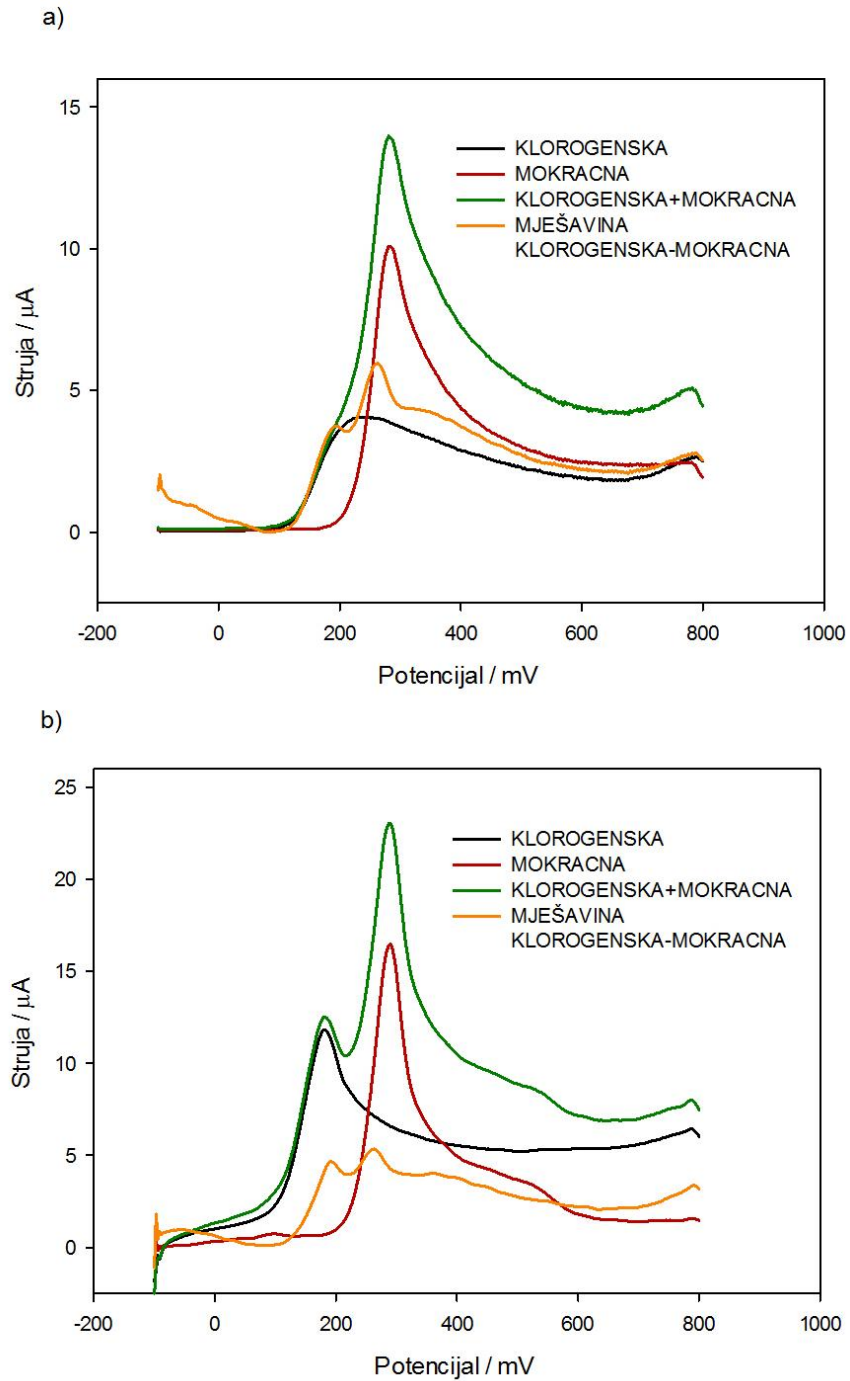 a)
15
10
5
0
Struja / µA
KLOROGENSKA
MOKRACNA
KLOROGENSKA+MOKRACNA
MJEŠAVINA
KLOROGENSKA-MOKRACNA
-200 0 200 400 600 800 1000
Potencijal / mV
b)
25
20
15
10
5
0
Struja / µA
KLOROGENSKA
MOKRACNA
KLOROGENSKA+MOKRACNA
MJEŠAVINA
KLOROGENSKA-MOKRACNA
-200 0 200 400 600 800 1000
Potencijal / mV